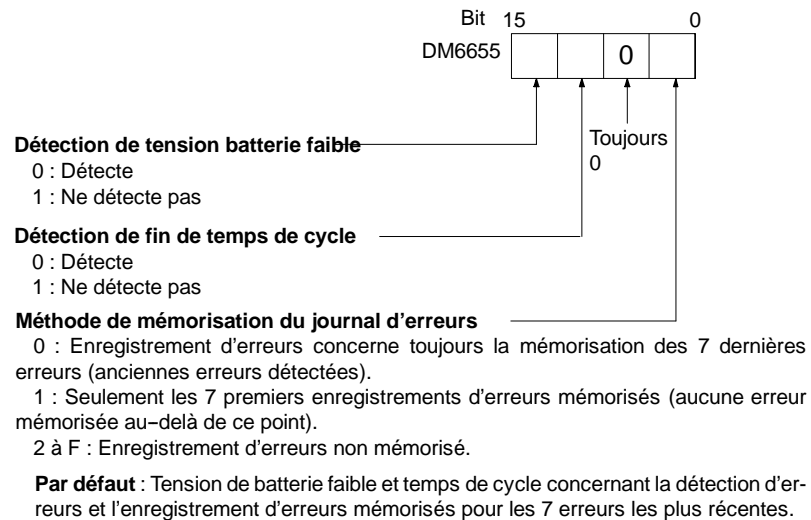 Bit 15 0
DM6655 0
Toujours
0
Détection de tension batterie faible
0 : Détecte
1 : Ne détecte pas
Détection de fin de temps de cycle
0 : Détecte
1 : Ne détecte pas
Méthode de mémorisation du journal d'erreurs
0 : Enregistrement d'erreurs concerne toujours la mémorisation des 7 dernières
erreurs (anciennes erreurs détectées).
1 : Seulement les 7 premiers enregistrements d'erreurs mémorisés (aucune erreur
mémorisée au-delà de ce point).
2 à F : Enregistrement d'erreurs non mémorisé.
Par défaut : Tension de batterie faible et temps de cycle concernant la détection d'er-
reurs et l'enregistrement d'erreurs mémorisés pour les 7 erreurs les plus récentes.